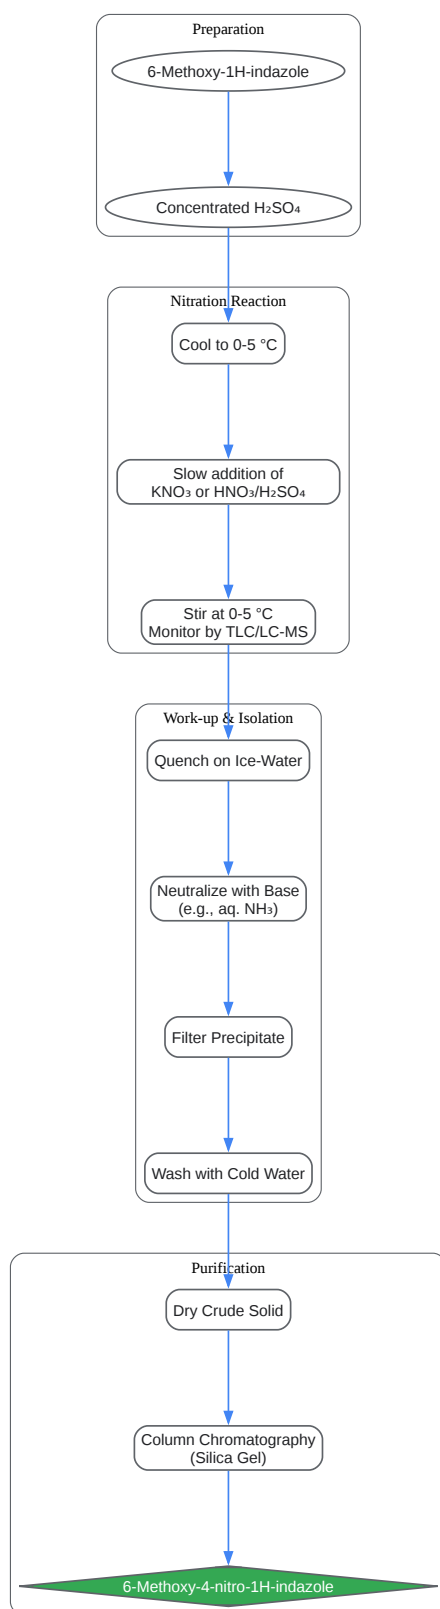 Preparation
6-Methoxy-1H-indazole
Concentrated H₂SO₄
Nitration Reaction
Cool to 0-5 °C
Slow addition of
KNO₃ or HNO₃/H₂SO₄
Stir at 0-5 °C
Monitor by TLC/LC-MS
Work-up & Isolation
Quench on Ice-Water
Neutralize with Base
(e.g., aq. NH₃)
Filter Precipitate
Wash with Cold Water
Purification
Dry Crude Solid
Column Chromatography
(Silica Gel)
6-Methoxy-4-nitro-1H-indazole